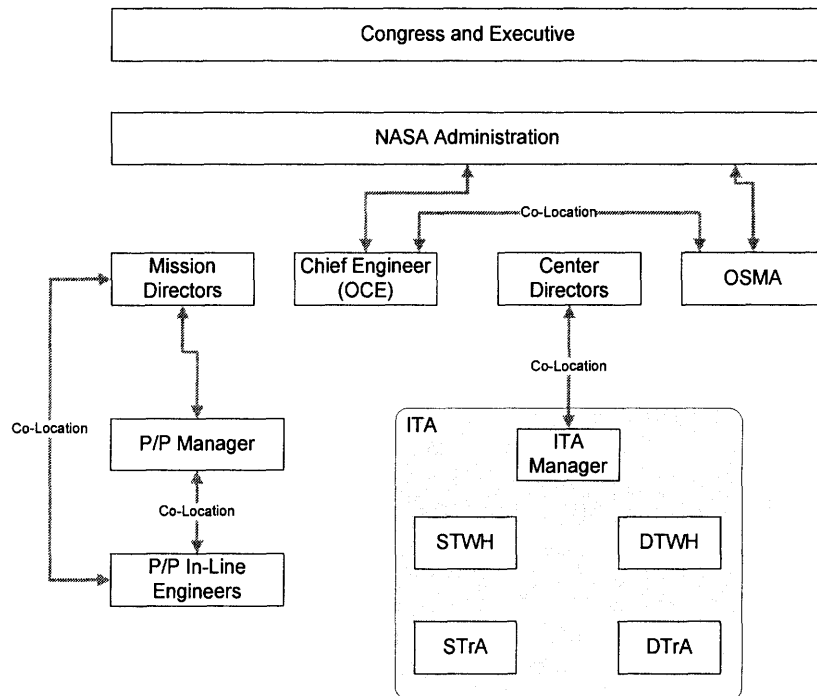 Congress and Executive
NASA Administration
Co-Location
Mission
Directors
Chief Engineer
(OCE)
Center
Directors
OSMA
Co-Location
Co-Location
P/P Manager
ITA
ITA
Manager
Co-Location
STWH
DTWH
P/P In-Line
Engineers
STrA
DTrA